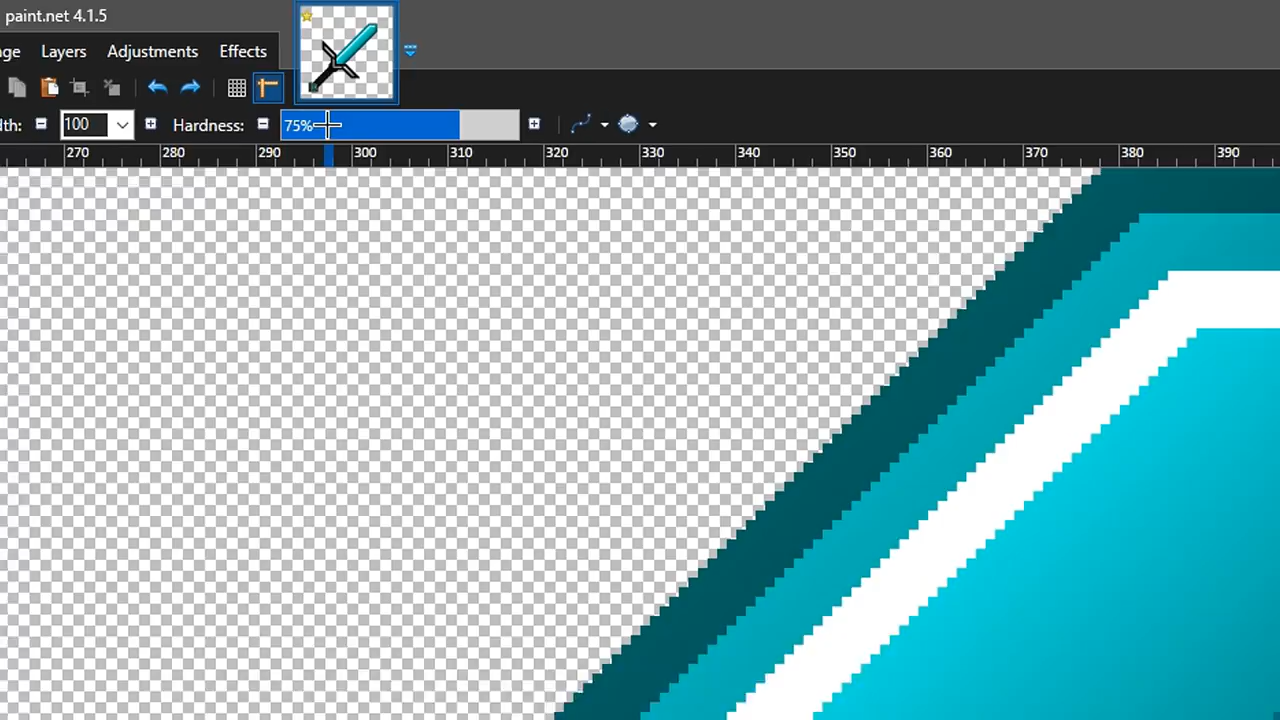 paint.net 4.1.5
ge Layers Adjustments Effects
dth: 100 Hardness: 75%
270 280 290 300 310 320 330 340 350 360 370 380 390